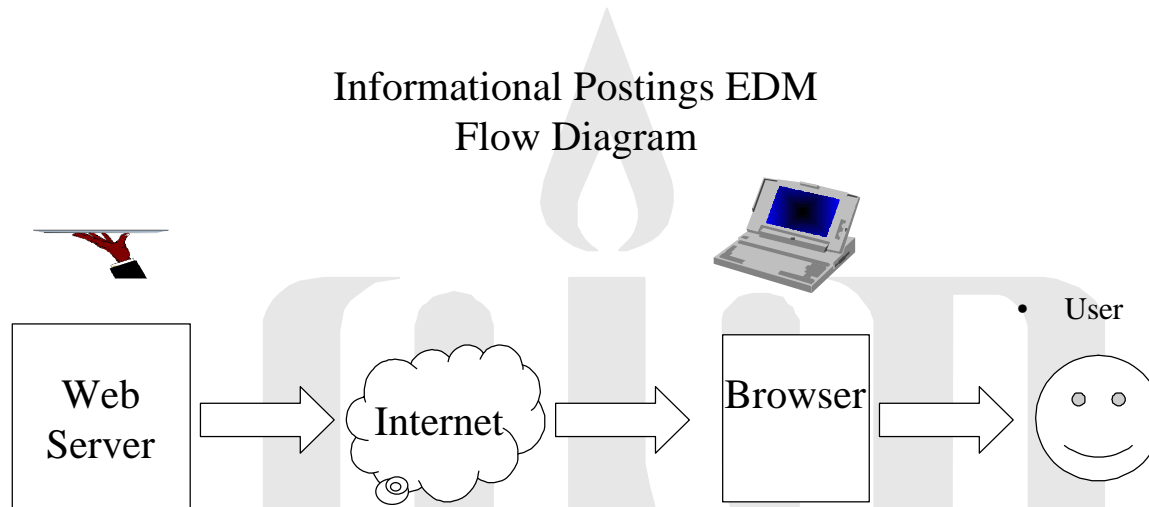 Informational Postings EDM
Flow Diagram
• User
Web
Server
Internet
Browser